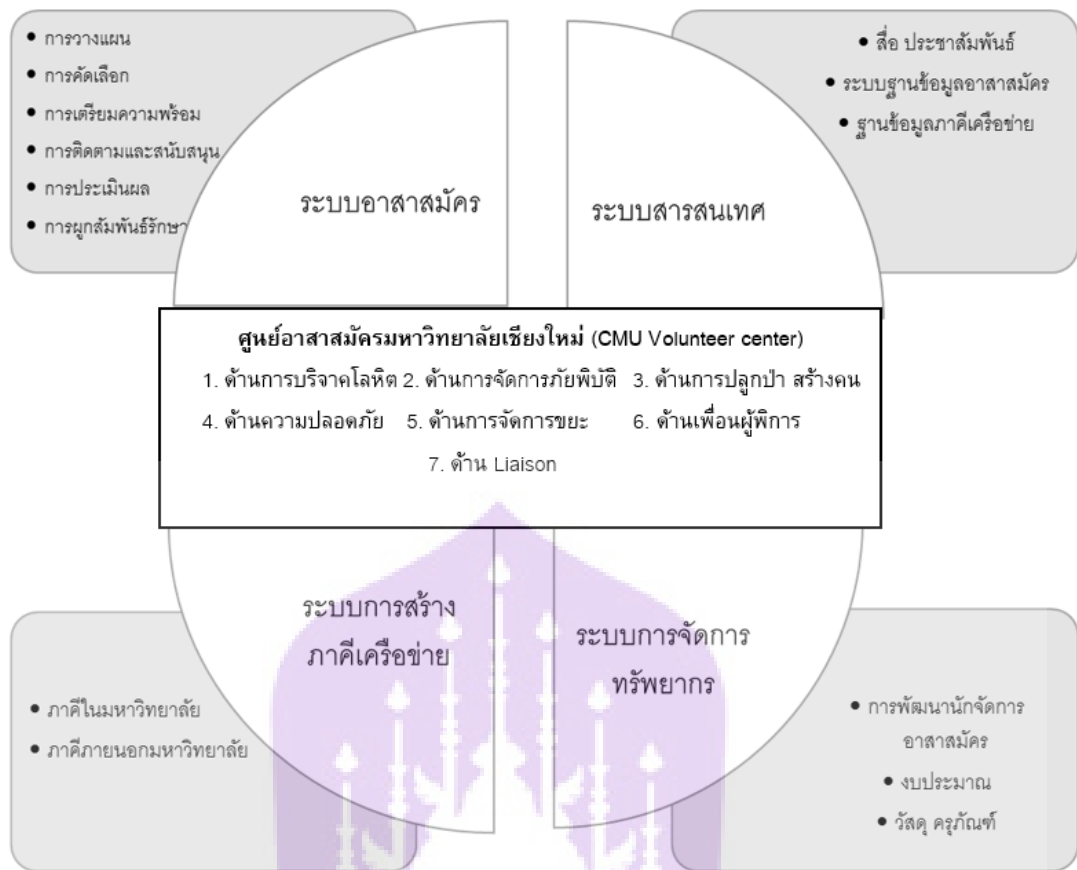 • การวางแผน
• การคัดเลือก
• การเตรียมความพร้อม
• การติดตามและสนับสนุน
• การประเมินผล
• การผูกสัมพันธ์รักษา
ระบบอาสาสมัคร
• สื่อ ประชาสัมพันธ์
• ระบบฐานข้อมูลอาสาสมัคร
• ฐานข้อมูลภาคีเครือข่าย
ระบบสารสนเทศ
ศูนย์อาสาสมัครมหาวิทยาลัยเชียงใหม่ (CMU Volunteer center)
1. ด้านการบริจาคโลหิต 2. ด้านการจัดการภัยพิบัติ 3. ด้านการปลูกป่า สร้างคน
4. ด้านความปลอดภัย 5. ด้านการจัดการขยะ 6. ด้านเพื่อนผู้พิการ
7. ด้าน Liaison
ระบบการสร้าง
ภาคีเครือข่าย
• ภาคีในมหาวิทยาลัย
• ภาคีภายนอกมหาวิทยาลัย
ระบบการจัดการ
ทรัพยากร
• การพัฒนานักจัดการ
อาสาสมัคร
• งบประมาณ
• วัสดุ ครุภัณฑ์